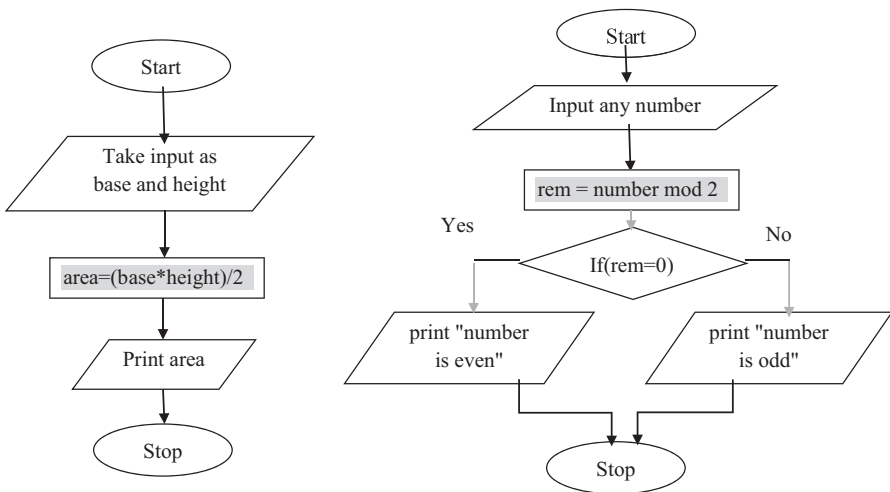 Start
Take input as
base and height
area=(base*height)/2
Print area
Stop
Start
Input any number
rem = number mod 2
Yes
No
If(rem=0)
print "number
is even"
print "number
is odd"
Stop